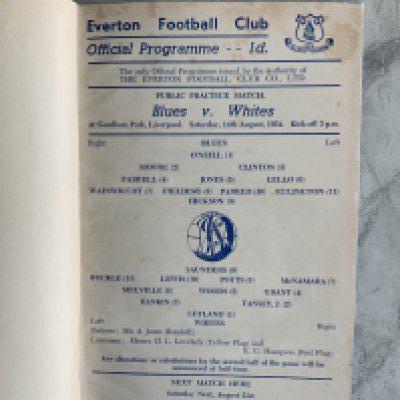 Everton Football Club
Official Programme -- 1d.
The only Official Programme issued by the authority of
THE EVERTON FOOTBALL CLUB CO., LTD.
PUBLIC PRACTICE MATCH.
Blues v. Whites
at Goodison Park, Liverpool. Saturday, 14th August, 1954. Kick-off 3 p.m.
Right BLUES Left
O'NEILL (1)
MOORE (2) CLINTON (3)
FARRELL (4) JONES (5) LELLO (6)
WAINWRIGHT (7) FIELDING (8) PARKER (10) EGLINGTON (11)
(9)
SAUNDERS (9)
BUCKLE (11) LEWIS (10) POTTS (8) McNAMARA (7)
MELVILLE (6) WOODS (5) GRANT (4)
RANKIN (3) TANSEY, J. (2)
LEYLAND (1)
Left WHITES Right
Referee: Mr. A. Jones
Linesmen: Messrs. (Yellow Flag) and
Hampson (Red Flag)
Any alterations or substitutions for the second half of the game will be
announced at half time.
NEXT MATCH HERE
Saturday Next, August 21st